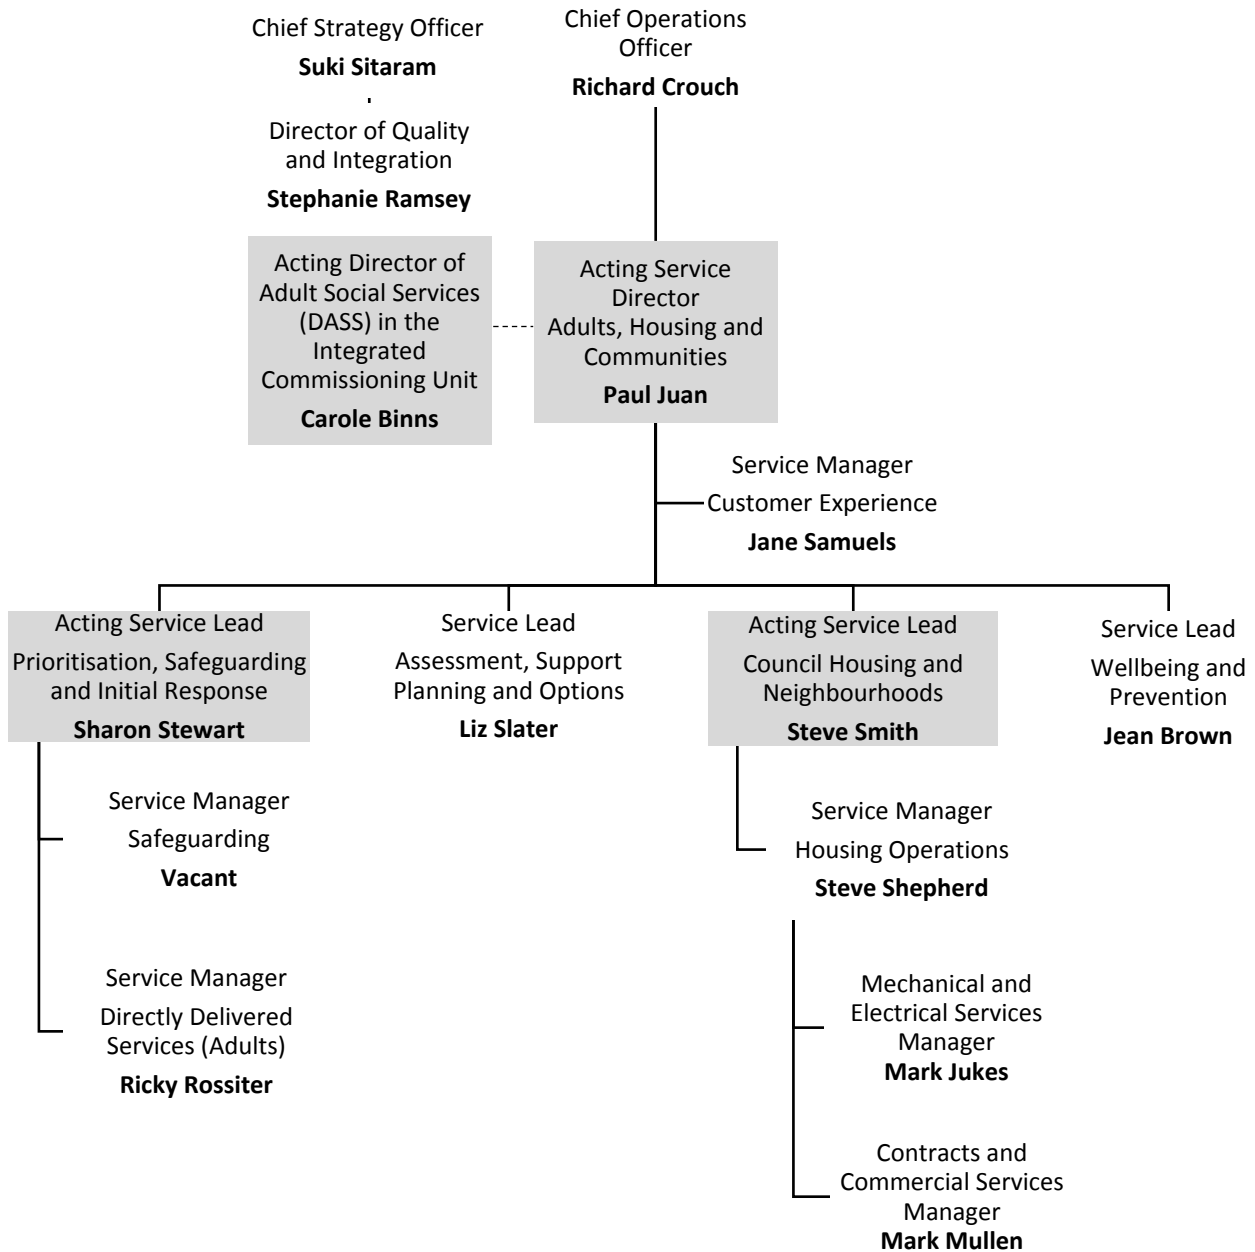 Chief Strategy Officer
Suki Sitaram
Chief Operations
Officer
Richard Crouch
Director of Quality
and Integration
Stephanie Ramsey
Acting Director of
Adult Social Services
(DASS) in the
Integrated
Commissioning Unit
Carole Binns
Acting Service
Director
Adults, Housing and
Communities
Paul Juan
Service Manager
Customer Experience
Jane Samuels
Acting Service Lead
Prioritisation, Safeguarding
and Initial Response
Sharon Stewart
Service Lead
Assessment, Support
Planning and Options
Liz Slater
Acting Service Lead
Council Housing and
Neighbourhoods
Steve Smith
Service Lead
Wellbeing and
Prevention
Jean Brown
Service Manager
Safeguarding
Vacant
Service Manager
Directly Delivered
Services (Adults)
Ricky Rossiter
Service Manager
Housing Operations
Steve Shepherd
Mechanical and
Electrical Services
Manager
Mark Jukes
Contracts and
Commercial Services
Manager
Mark Mullen